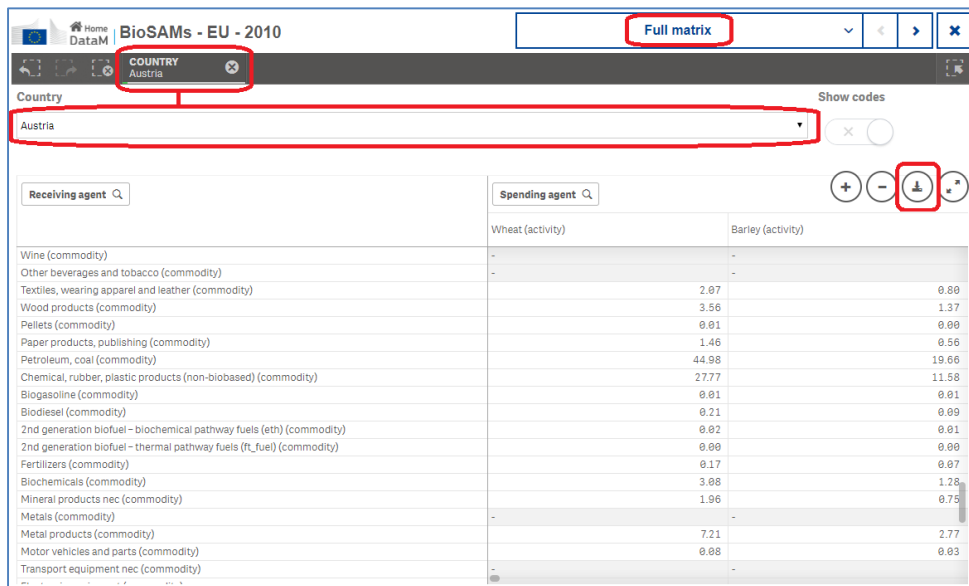 Home
DataM
BioSAMs - EU - 2010
Full matrix
COUNTRY
Austria
Country
Show codes
Austria
Receiving agent
Spending agent
Wheat (activity) Barley (activity)
Wine (commodity) - -
Other beverages and tobacco (commodity) - -
Textiles, wearing apparel and leather (commodity) 2.07 0.80
Wood products (commodity) 3.56 1.37
Pellets (commodity) 0.01 0.00
Paper products, publishing (commodity) 1.46 0.56
Petroleum, coal (commodity) 44.98 19.66
Chemical, rubber, plastic products (non-biobased) (commodity) 27.77 11.58
Biogasoline (commodity) 0.01 0.01
Biodiesel (commodity) 0.21 0.09
2nd generation biofuel – biochemical pathway fuels (eth) (commodity) 0.02 0.01
2nd generation biofuel – thermal pathway fuels (ft_fuel) (commodity) 0.00 0.00
Fertilizers (commodity) 0.17 0.07
Biochemicals (commodity) 3.08 1.28
Mineral products nec (commodity) 1.96 0.75
Metals (commodity) - -
Metal products (commodity) 7.21 2.77
Motor vehicles and parts (commodity) 0.08 0.03
Transport equipment nec (commodity) - -